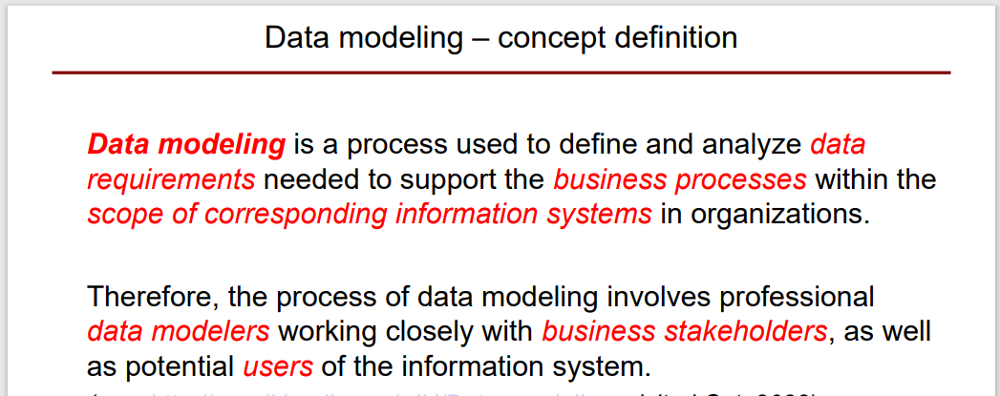 Data modeling – concept definition
Data modeling is a process used to define and analyze data
requirements needed to support the business processes within the
scope of corresponding information systems in organizations.
Therefore, the process of data modeling involves professional
data modelers working closely with business stakeholders, as well
as potential users of the information system.